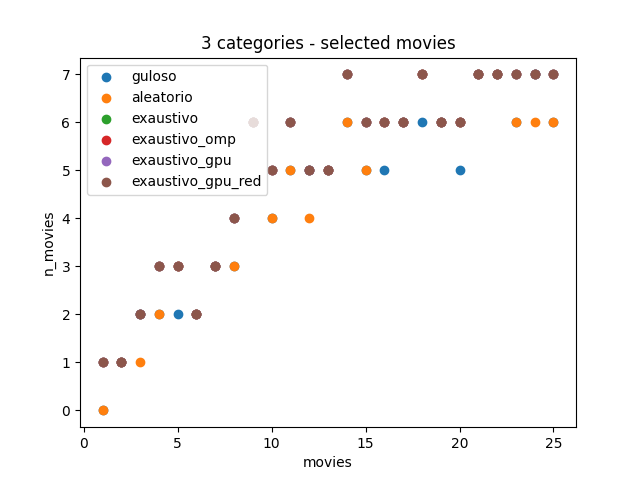 3 categories - selected movies
guloso
aleatorio
exaustivo
exaustivo_omp
exaustivo_gpu
exaustivo_gpu_red
n_movies
7
6
5
4
3
2
1
0
0 5 10 15 20 25
movies